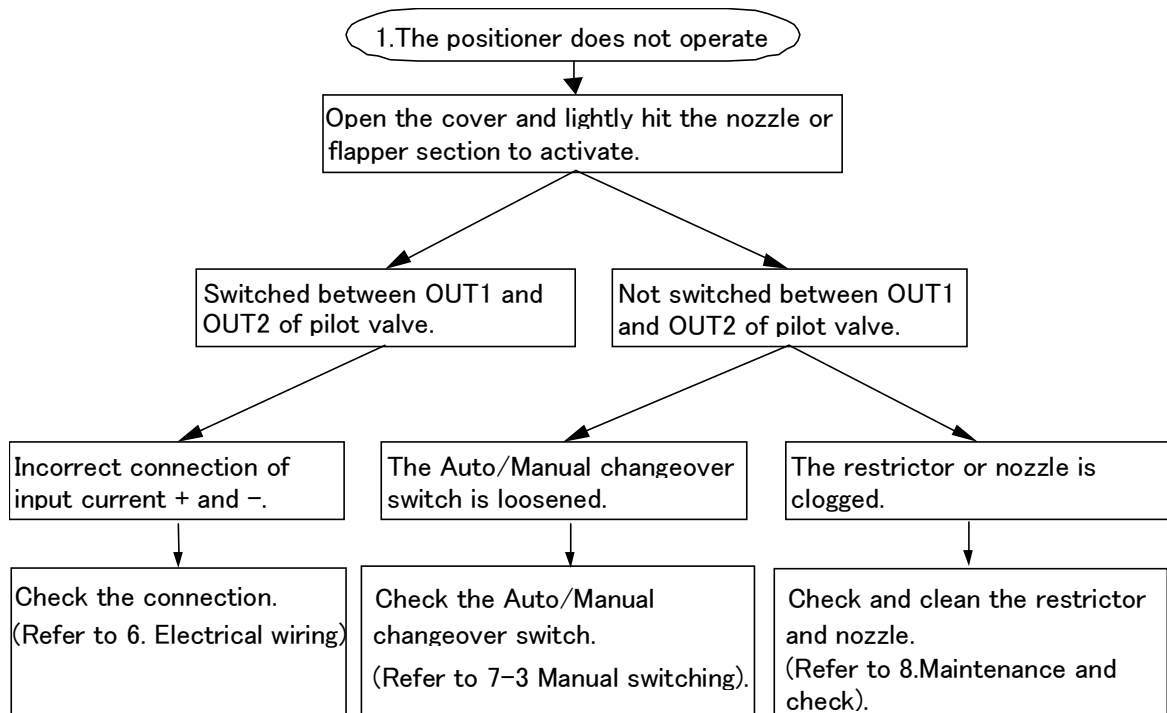 1.The positioner does not operate
Open the cover and lightly hit the nozzle or
flapper section to activate.
Switched between OUT1 and
OUT2 of pilot valve.
Not switched between OUT1
and OUT2 of pilot valve.
Incorrect connection of
input current + and -.
The Auto/Manual changeover
switch is loosened.
The restrictor or nozzle is
clogged.
Check the connection.
(Refer to 6. Electrical wiring)
Check the Auto/Manual
changeover switch.
(Refer to 7-3 Manual switching).
Check and clean the restrictor
and nozzle.
(Refer to 8.Maintenance and
check).